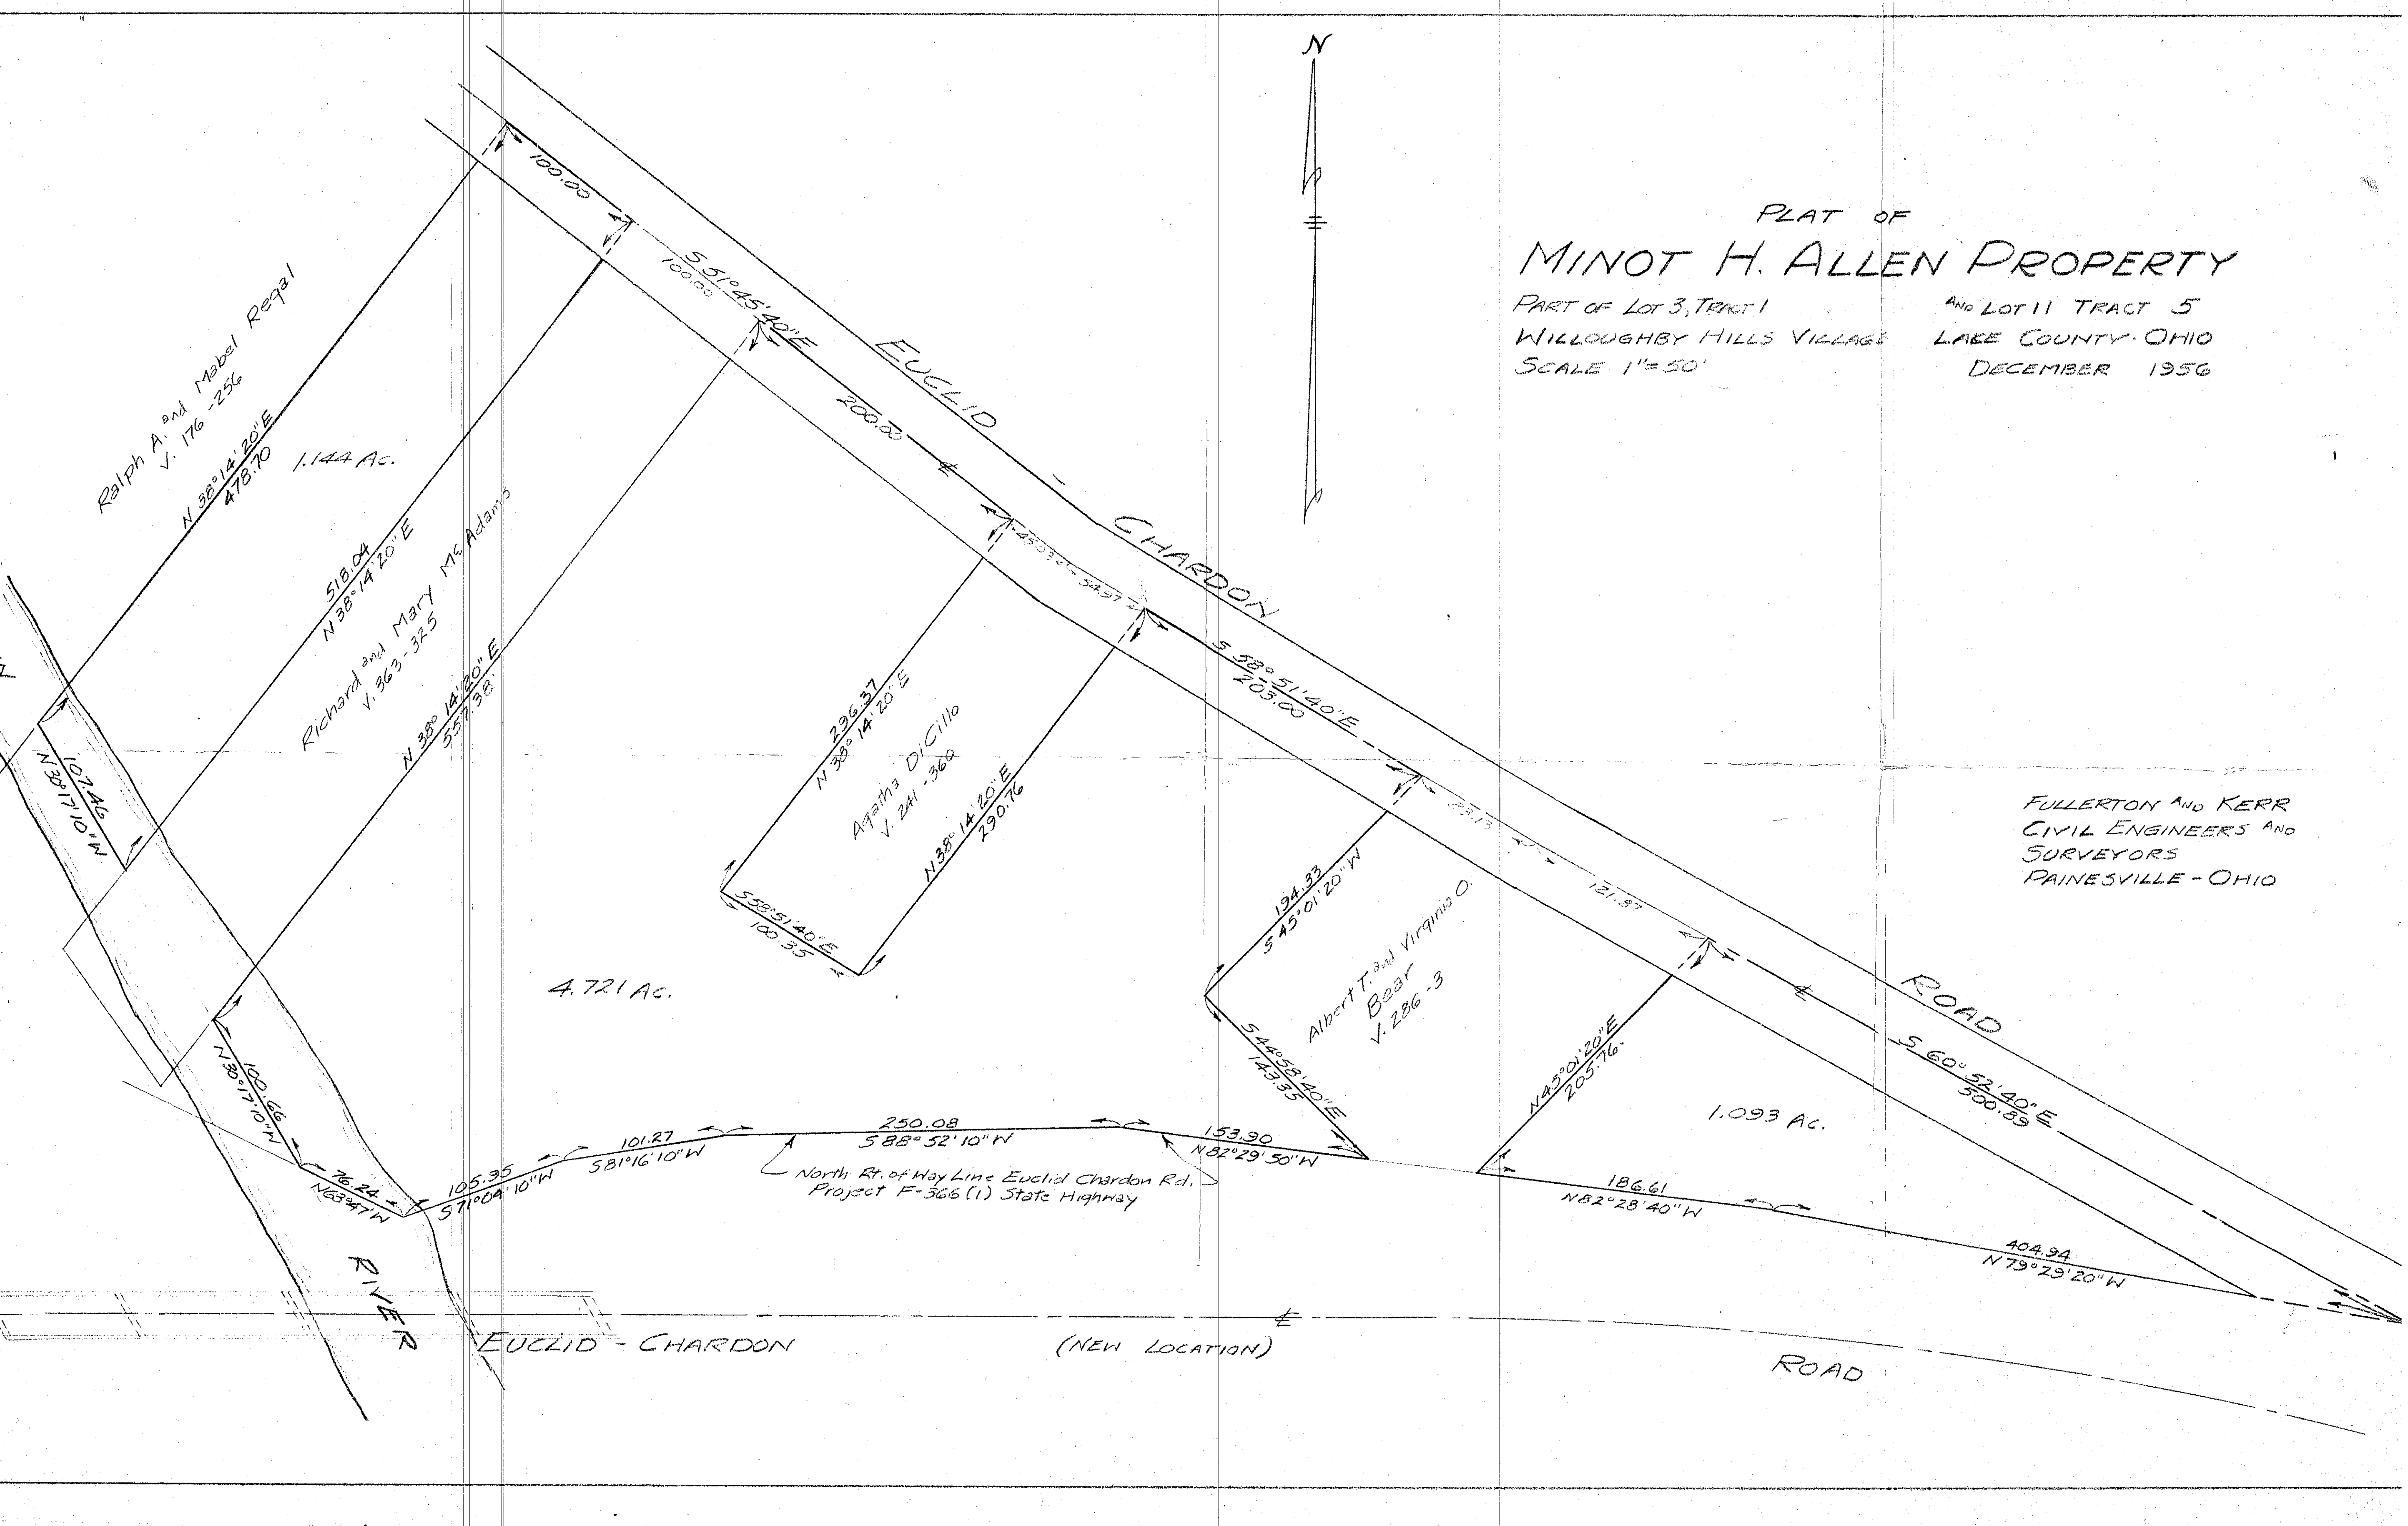 N
PLAT OF
MINOT H. ALLEN PROPERTY
PART OF LOT 3, TRACT 1 AND LOT 11 TRACT 5
WILLOUGHBY HILLS VILLAGE LAKE COUNTY-OHIO
SCALE 1"=50' DECEMBER 1956
100.00
S 51°45'40"E
100.00
EUCLID
200.00
CHARDON
45.03
54.97
S 58°51'40"E
203.00
Ralph A. and Mabel Regal
V. 176-256
N 38°14'20"E
478.70
1.144 Ac.
518.04
N 38°14'20"E
Richard and Mary McAdams
V. 363-325
N 38°14'20"E
557.38'
296.37
N 38°14'20"E
Agatha DiCillo
V. 241-360
N 38°14'20"E
290.76
S 58°51'40"E
100.35
107.46
N 30°17'10"W
4.721 Ac.
194.33
S 45°01'20"W
Albert T. and Virginia O.
Bear
V. 286-3
121.87
FULLERTON AND KERR
CIVIL ENGINEERS AND
SURVEYORS
PAINESVILLE-OHIO
ROAD
S 60°52'40"E
500.89
S 44°58'40"E
143.35
N 45°01'20"E
205.76
1.093 Ac.
100.66
N 30°17'10"W
76.24
N 63°47'W
105.95
S 71°04'10"W
101.27
S 81°16'10"W
250.08
S 88°52'10"W
153.90
N 82°29'50"W
North Rt. of Way Line Euclid Chardon Rd.
Project F-366 (1) State Highway
186.61
N 82°28'40"W
404.94
N 79°29'20"W
RIVER
EUCLID - CHARDON (NEW LOCATION)
ROAD